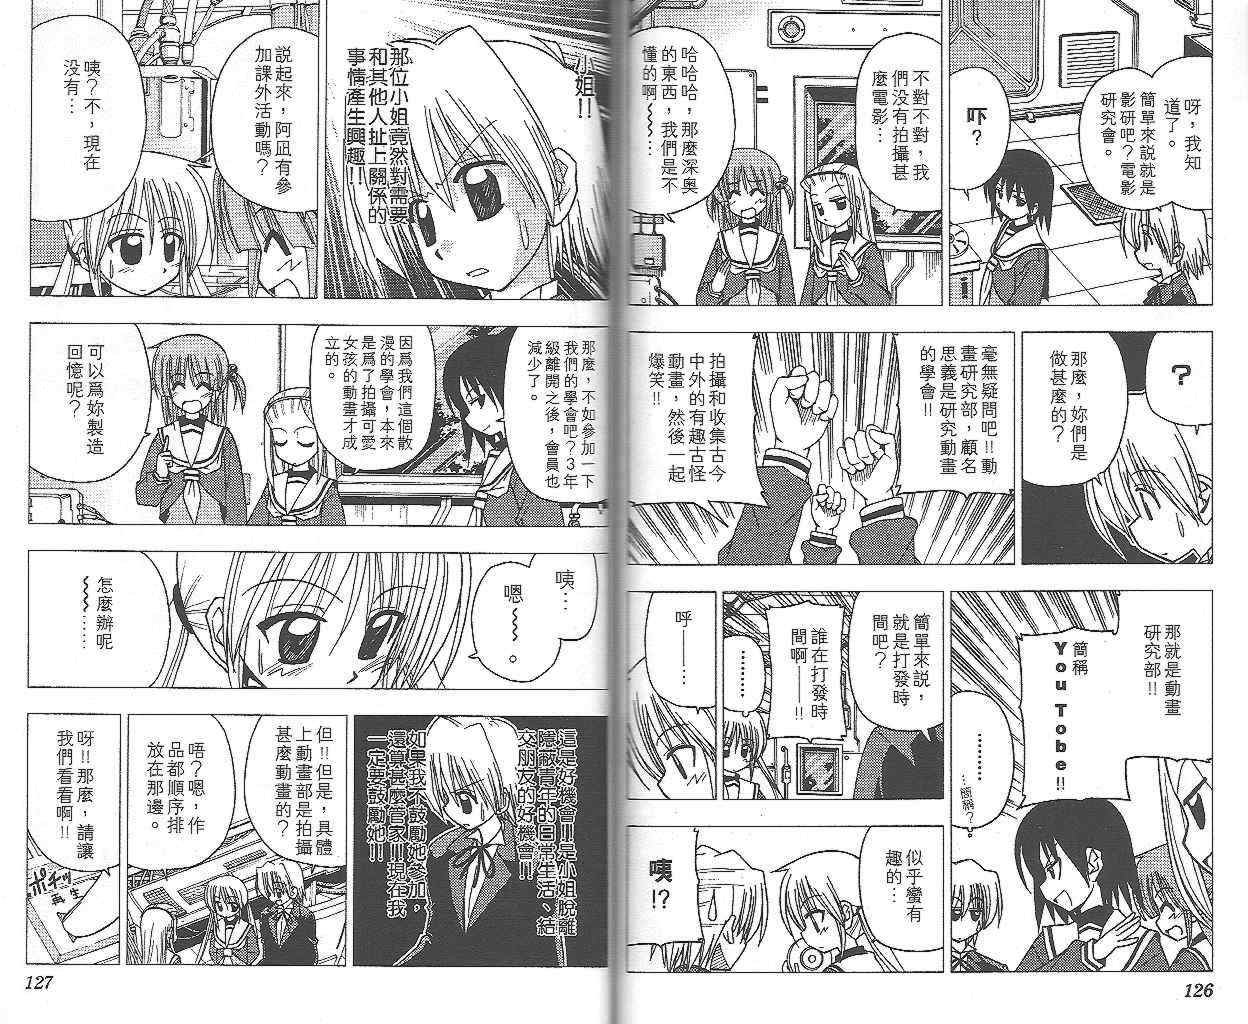 呀，我知
道了。
簡單來說就是
影研吧？電影
研究會。
吓？
不對不對，我
們没有拍攝甚
麼電影…
哈哈哈，那麼深奥
的東西，我們是不
懂的啊～～…
？
那麼，妳們是
做甚麼的？
毫無疑問吧!!動
畫研究部，顧名
思義是研究動畫
的學會!!
拍攝和收集古今
中外的有趣古怪
動畫，然後一起
爆笑!!
那就是動畫
研究部!!
簡稱
You Tobe!!
…簡稱？
簡單來說，
就是打發時
間吧？
誰在打發時
間啊——!!
………
呼———
似乎蠻有
趣的…
咦!?
126
小姐!!
那位小姐竟然對需要
和其他人扯上關係的
事情產生興趣!!
説起來，阿凪有參
加課外活動嗎？
咦？不，現在
没有…
那麼，不如參加一下
我們的學會吧？3年
級離開之後，會員也
減少了。
因爲我們這個散
漫的學會，本來
是爲了拍攝可愛
女孩的動畫才成
立的。
可以爲妳製造
回憶呢？
咦…
嗯～～。
怎麼辦呢
～～……
這是好機會!!是小姐脱離
隱蔽青年的日常生活、結
交朋友的好機會!!
如果我不鼓勵她參加，
還算甚麼管家!!現在我
一定要鼓勵她!!
但!!但是，具體
上動畫部是拍攝
甚麼動畫的？
唔？嗯，作
品都順序排
放在那邊。
呀!!那麼，請讓
我們看看啊!!
ポチッ
再生
127